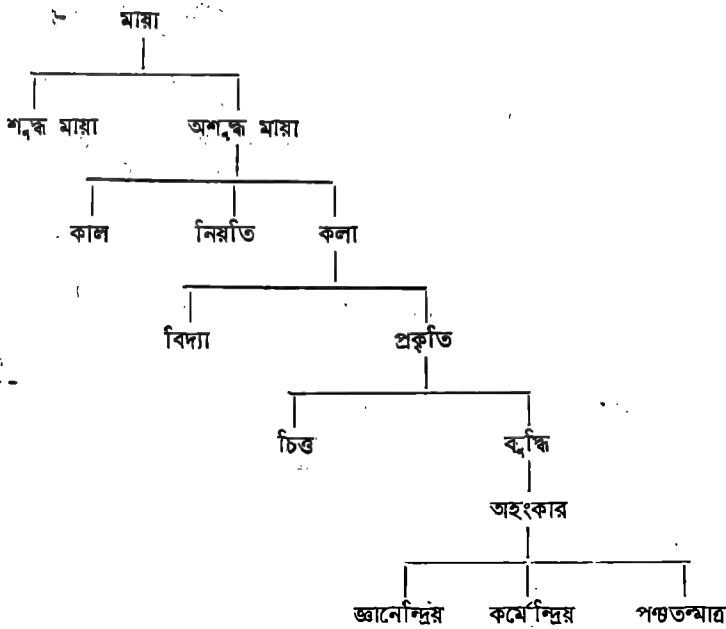 মায়া
শুদ্ধ মায়া অশুদ্ধ মায়া
কাল নিয়তি কলা
বিদ্যা প্রকৃতি
চিত্ত বুদ্ধি
অহংকার
জ্ঞানেন্দ্রিয় কর্মেন্দ্রিয় পঞ্চতন্মাত্র